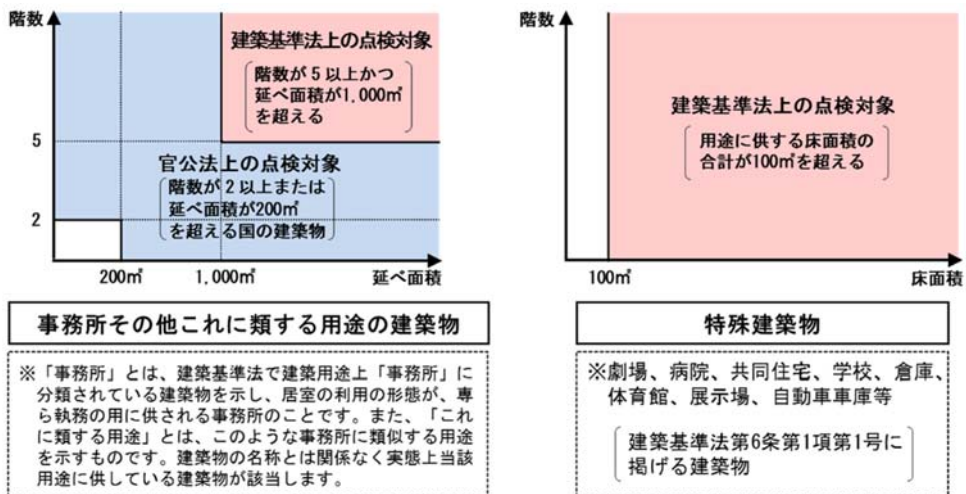 階数
建築基準法上の点検対象
階数が5以上かつ
延べ面積が1,000㎡
を超える
5
官公法上の点検対象
階数が2以上または
延べ面積が200㎡
を超える国の建築物
2
200㎡
1,000㎡
延べ面積
事務所その他これに類する用途の建築物
※「事務所」とは、建築基準法で建築用途上「事務所」に
分類されている建築物を示し、居室の利用の形態が、専
ら執務の用に供される事務所のことです。また、「これ
に類する用途」とは、このような事務所に類似する用途
を示すものです。建築物の名称とは関係なく実態上当該
用途に供している建築物が該当します。
階数
建築基準法上の点検対象
用途に供する床面積の
合計が100㎡を超える
100㎡
床面積
特殊建築物
※劇場、病院、共同住宅、学校、倉庫、
体育館、展示場、自動車車庫等
建築基準法第6条第1項第1号に
掲げる建築物